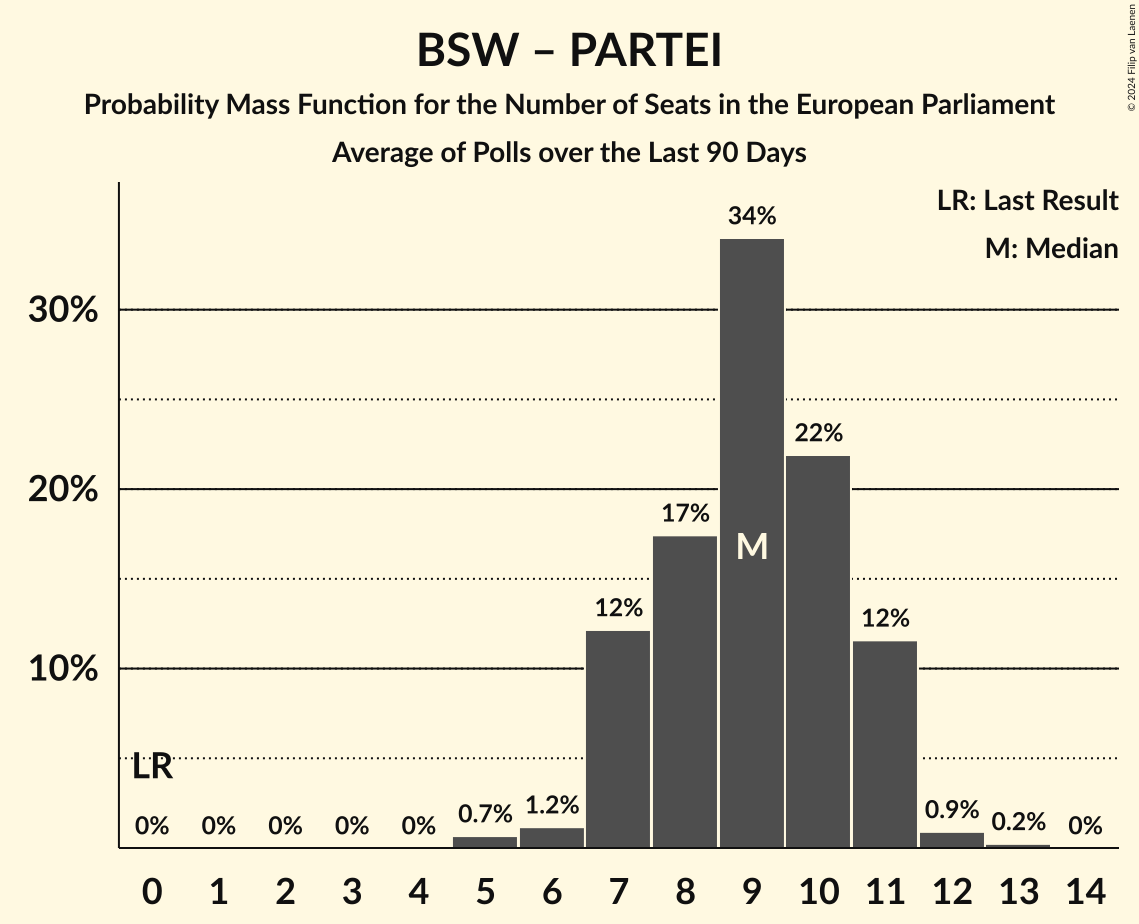 BSW – PARTEI
Probability Mass Function for the Number of Seats in the European Parliament
Average of Polls over the Last 90 Days
© 2024 Filip van Laenen
LR: Last Result
M: Median
34%
30%
22%
20%
17%
M
12%
12%
10%
LR
0%
0%
0%
0%
0%
0.7%
1.2%
0.9%
0.2%
0%
0 1 2 3 4 5 6 7 8 9 10 11 12 13 14